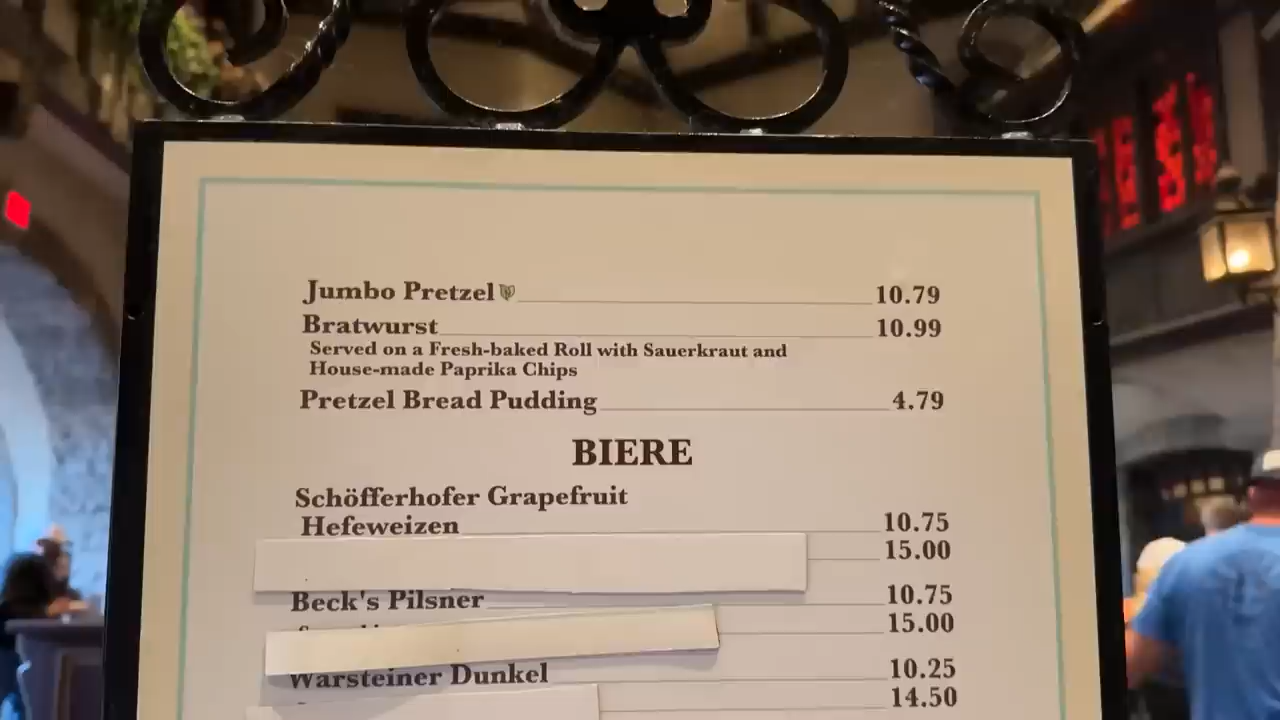 Jumbo Pretzel 10.79
Bratwurst 10.99
Served on a Fresh-baked Roll with Sauerkraut and
House-made Paprika Chips
Pretzel Bread Pudding 4.79
BIERE
Schöfferhofer Grapefruit
Hefeweizen 10.75
15.00
Beck's Pilsner 10.75
15.00
Warsteiner Dunkel 10.25
14.50